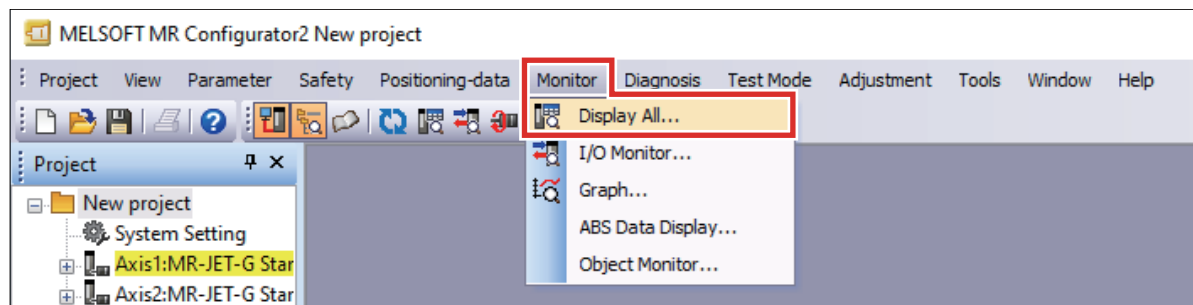 MELSOFT MR Configurator2 New project
Project View Parameter Safety Positioning-data Monitor Diagnosis Test Mode Adjustment Tools Window Help
Display All...
I/O Monitor...
Graph...
ABS Data Display...
Object Monitor...
Project
New project
System Setting
Axis1:MR-JET-G Star
Axis2:MR-JET-G Star